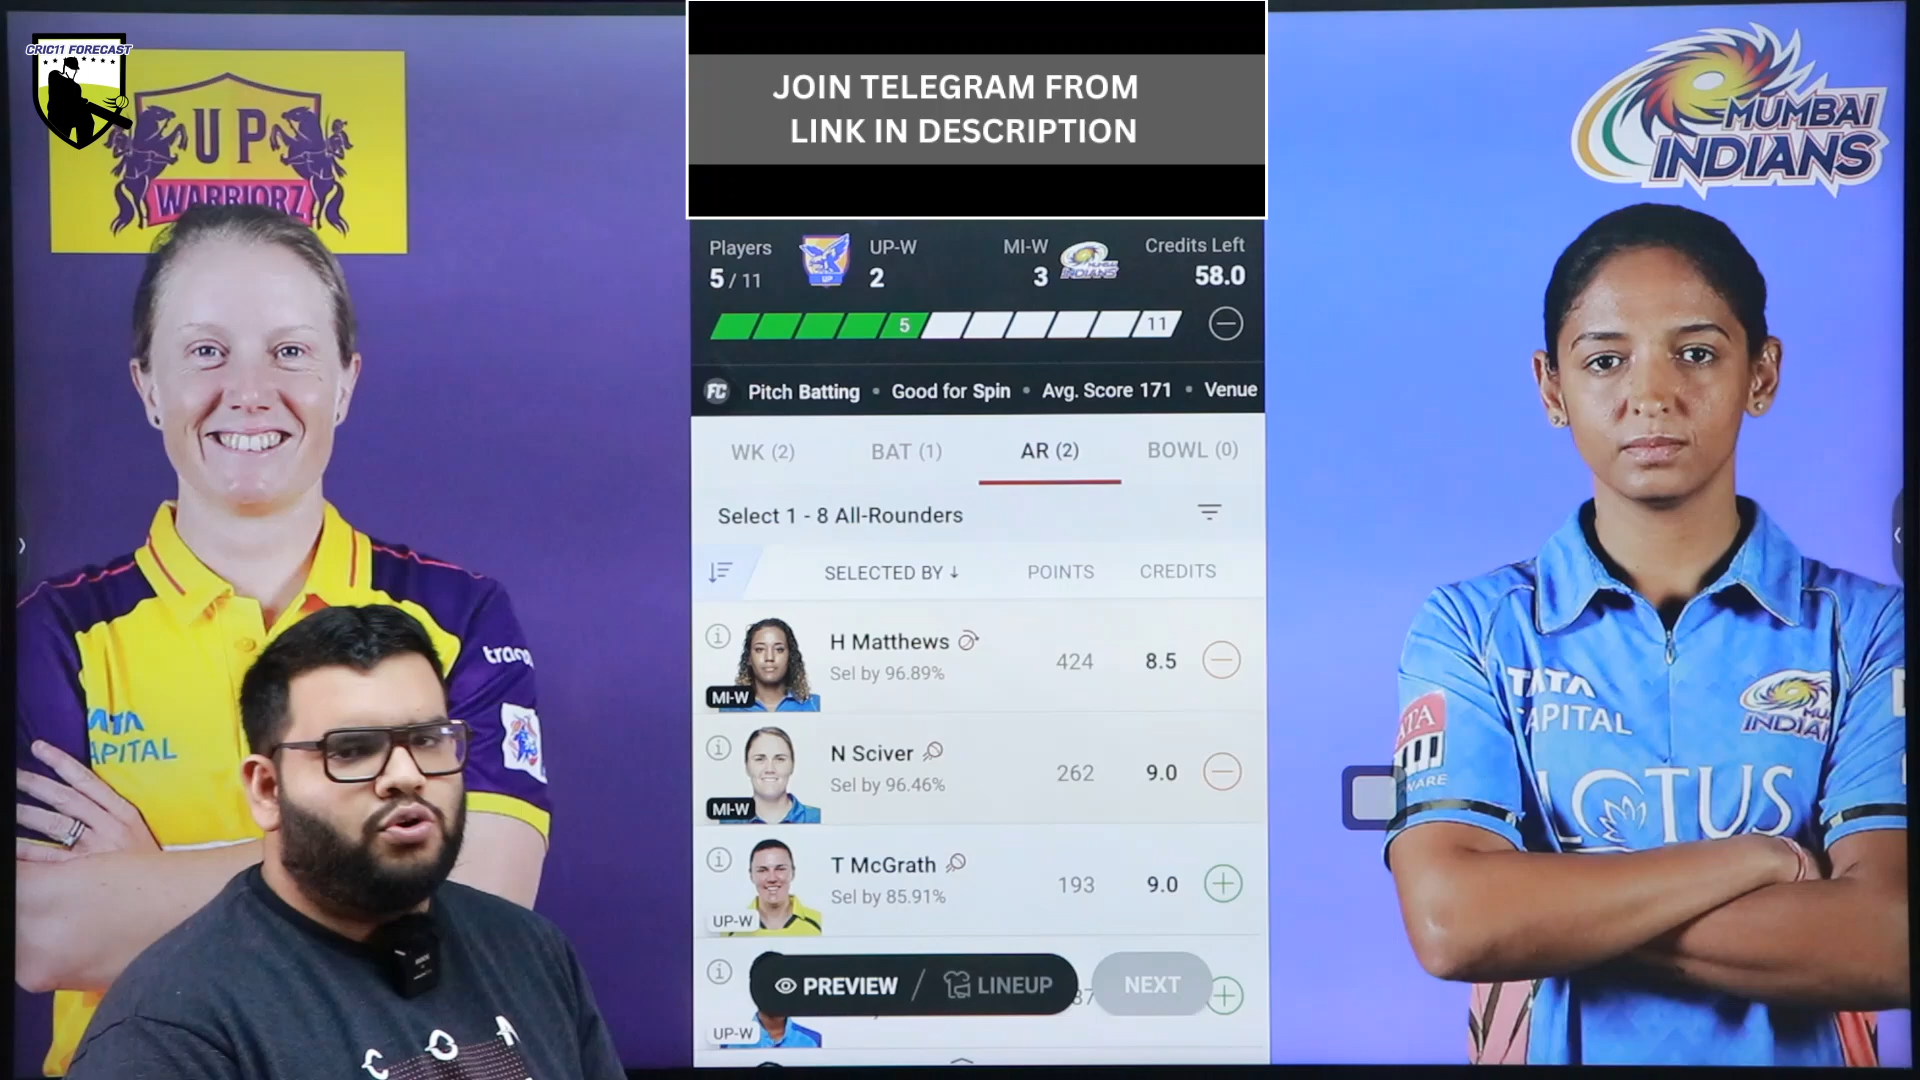 CRIC11 FORECAST
UP
WARRIORZ
JOIN TELEGRAM FROM
LINK IN DESCRIPTION
MUMBAI
INDIANS
Players
5 / 11
UP-W
2
MI-W
3
Credits Left
58.0
5
11
FC Pitch Batting • Good for Spin • Avg. Score 171 • Venue
WK (2)
BAT (1)
AR (2)
BOWL (0)
Select 1 - 8 All-Rounders
SELECTED BY ↓
POINTS
CREDITS
H Matthews
Sel by 96.89%
424
8.5
MI-W
N Sciver
Sel by 96.46%
262
9.0
MI-W
T McGrath
Sel by 85.91%
193
9.0
UP-W
PREVIEW / LINEUP
NEXT
UP-W
TATA
CAPITAL
TATA
CAPITAL
INDIANS
LOTUS